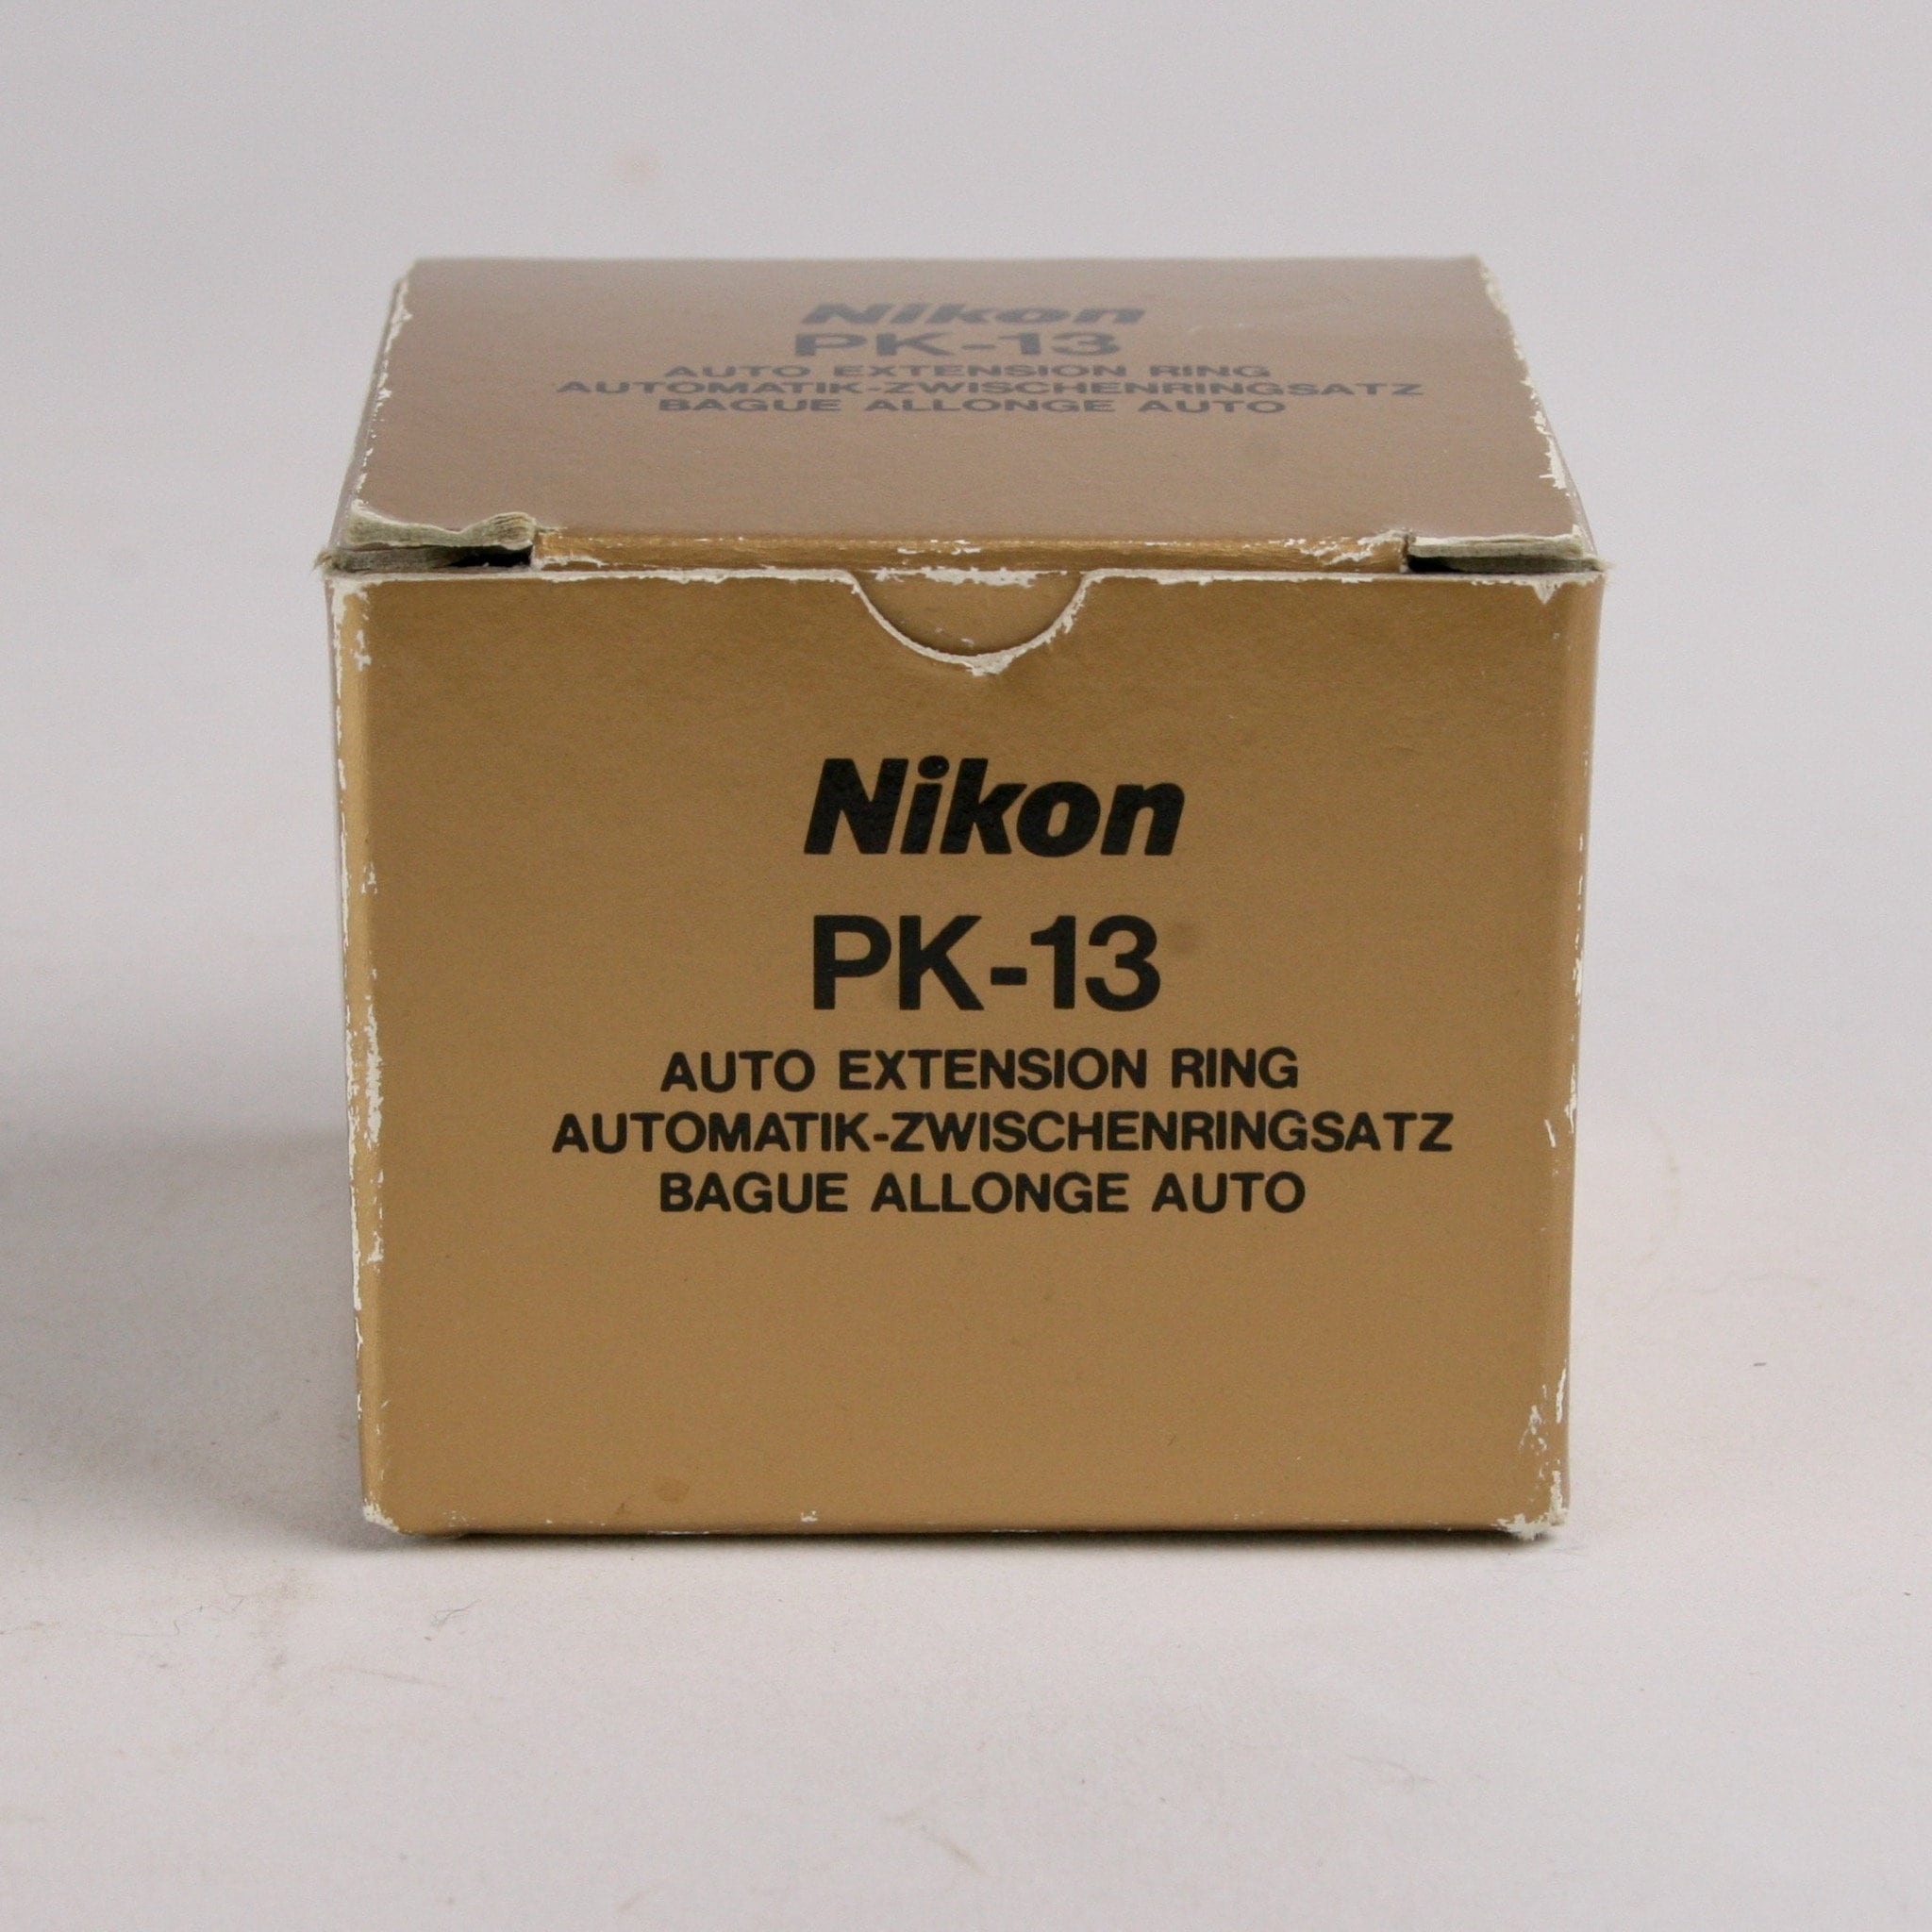 Nikon
PK-13
AUTO EXTENSION RING
AUTOMATIK-ZWISCHENRINGSATZ
BAGUE ALLONGE AUTO
Nikon
PK-13
AUTO EXTENSION RING
AUTOMATIK-ZWISCHENRINGSATZ
BAGUE ALLONGE AUTO